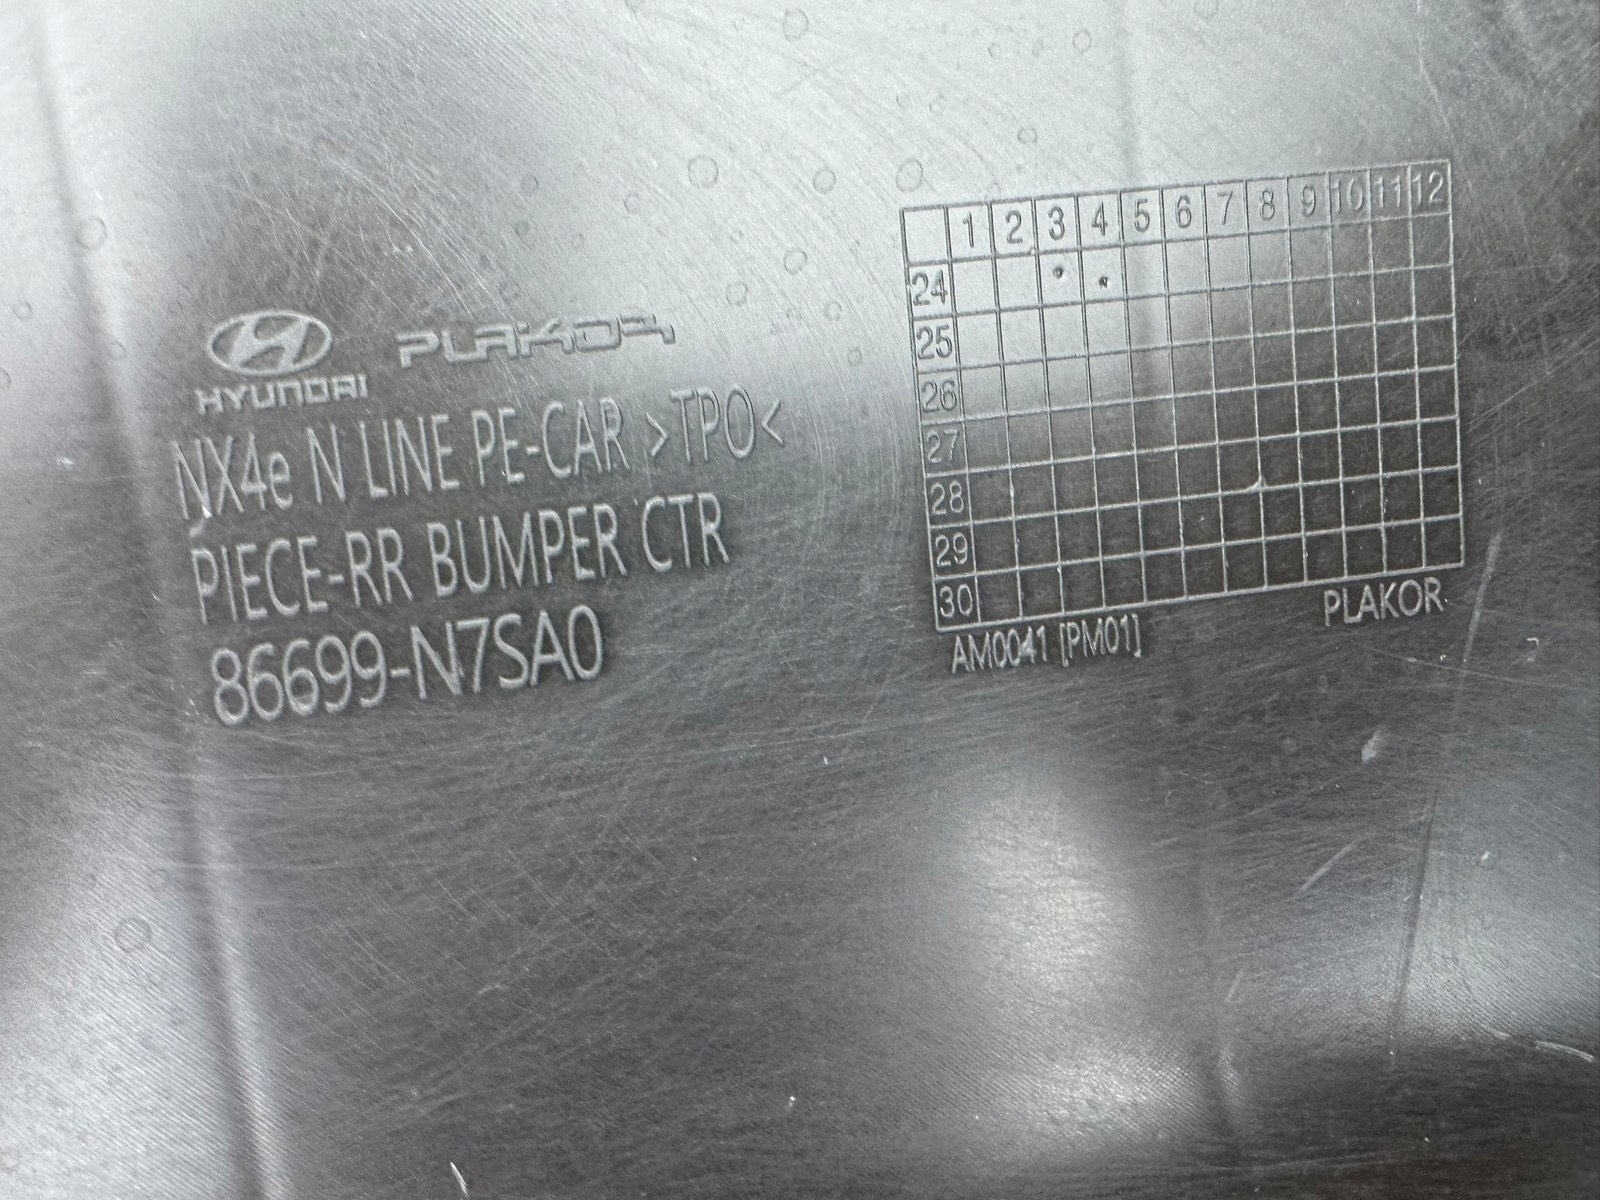 HYUNDAI PLAKOR
NX4e N LINE PE-CAR >TPO<
PIECE-RR BUMPER CTR
86699-N7SA0
1 2 3 4 5 6 7 8 9 10 11 12
24
25
26
27
28
29
30
AM0041 [PM01] PLAKOR